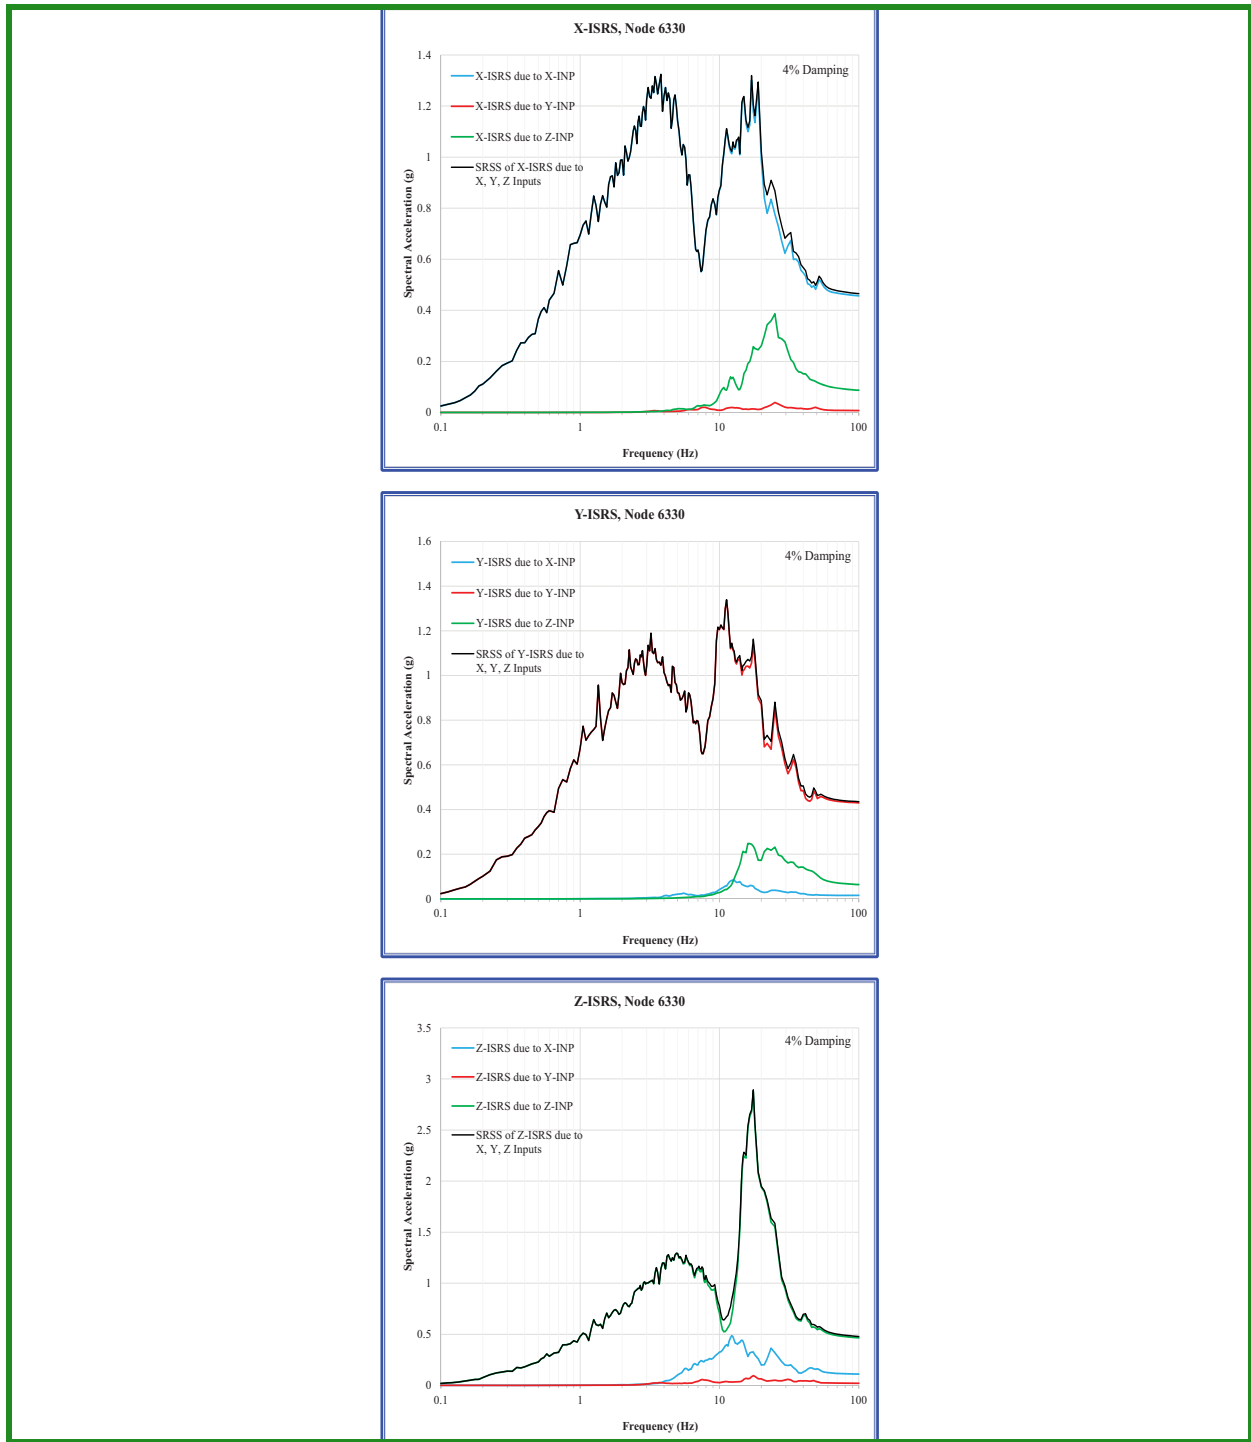 X-ISRS, Node 6330
4% Damping
1.4
1.2
1
0.8
0.6
0.4
0.2
0
X-ISRS due to X-INP
X-ISRS due to Y-INP
X-ISRS due to Z-INP
SRSS of X-ISRS due to
X, Y, Z Inputs
Spectral Acceleration (g)
0.1 1 10 100
Frequency (Hz)
Y-ISRS, Node 6330
4% Damping
1.6
1.4
1.2
1
0.8
0.6
0.4
0.2
0
Y-ISRS due to X-INP
Y-ISRS due to Y-INP
Y-ISRS due to Z-INP
SRSS of Y-ISRS due to
X, Y, Z Inputs
Spectral Acceleration (g)
0.1 1 10 100
Frequency (Hz)
Z-ISRS, Node 6330
4% Damping
3.5
3
2.5
2
1.5
1
0.5
0
Z-ISRS due to X-INP
Z-ISRS due to Y-INP
Z-ISRS due to Z-INP
SRSS of Z-ISRS due to
X, Y, Z Inputs
Spectral Acceleration (g)
0.1 1 10 100
Frequency (Hz)